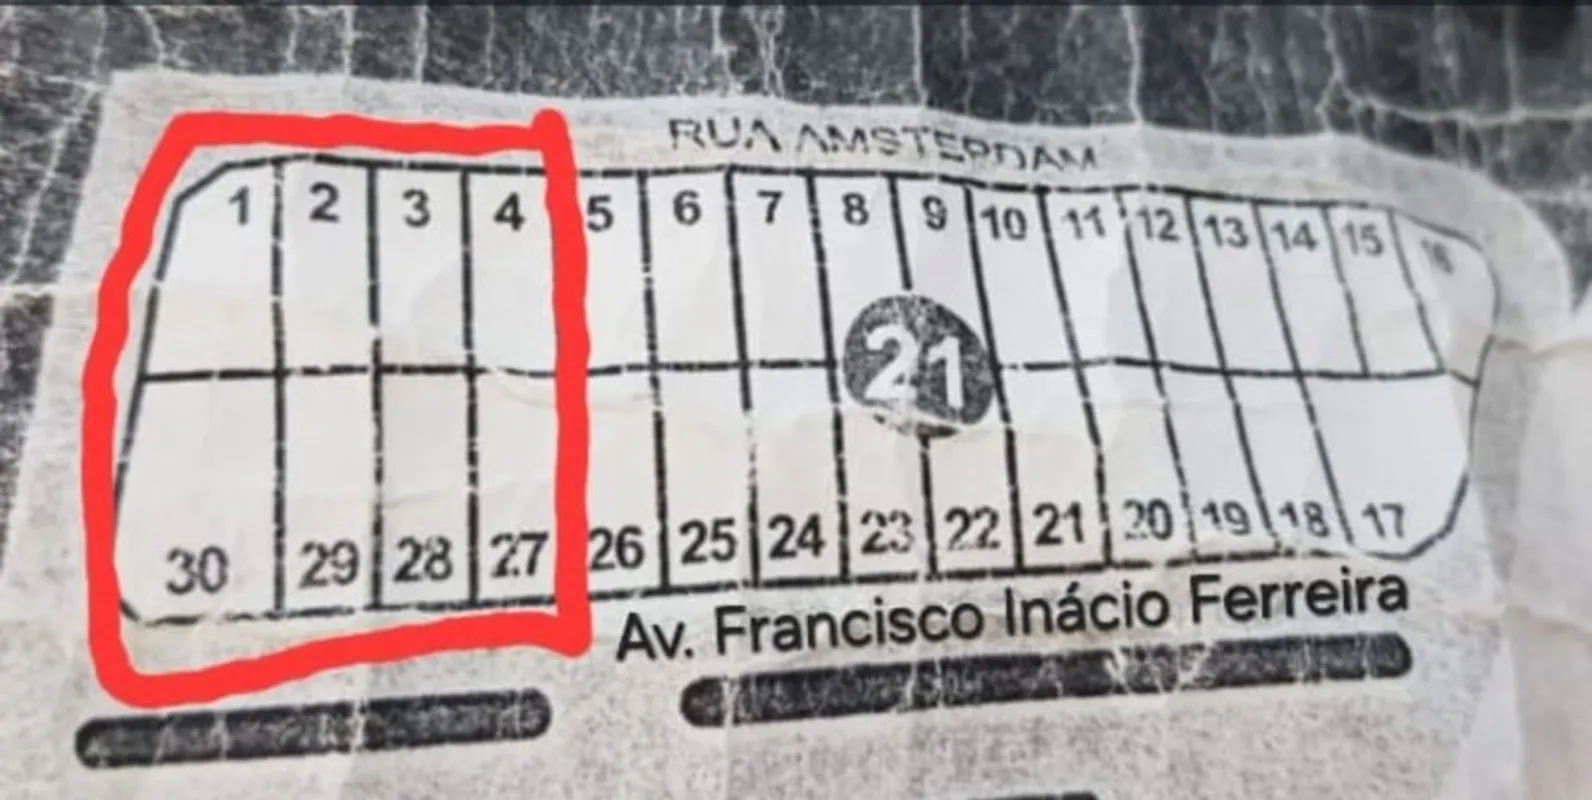 RUA AMSTERDAM
1 2 3 4 5 6 7 8 9 10 11 12 13 14 15 16
21
30 29 28 27 26 25 24 23 22 21 20 19 18 17
Av. Francisco Inácio Ferreira